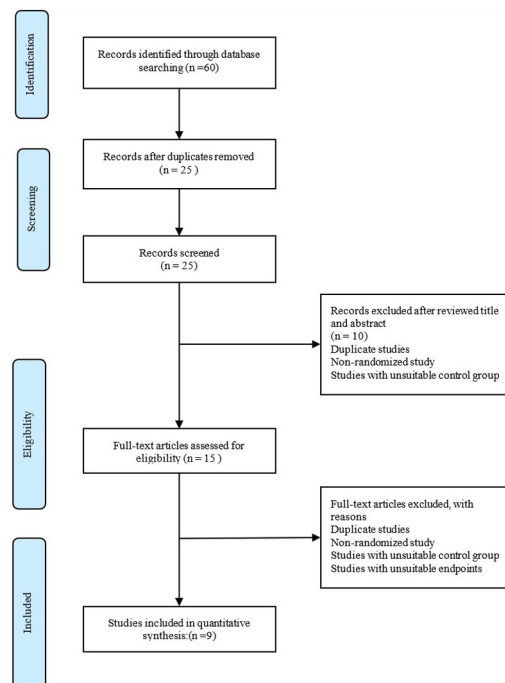 Identification
Records identified through database
searching (n =60)
Screening
Records after duplicates removed
(n = 25 )
Records screened
(n = 25)
Records excluded after reviewed title
and abstract
(n = 10)
Duplicate studies
Non-randomized study
Studies with unsuitable control group
Eligibility
Full-text articles assessed for
eligibility (n = 15 )
Full-text articles excluded, with
reasons
Duplicate studies
Non-randomized study
Studies with unsuitable control group
Studies with unsuitable endpoints
Included
Studies included in quantitative
synthesis:(n =9)